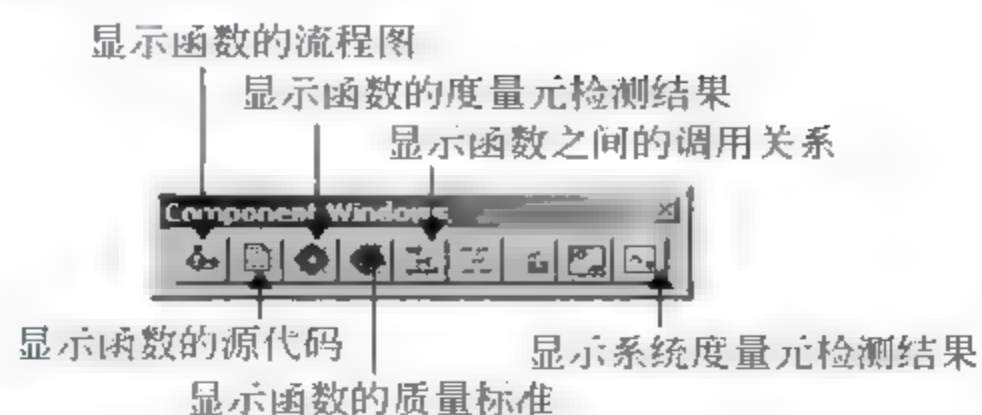 显示函数的流程图
显示函数的度量元检测结果
显示函数之间的调用关系
Component Windows
显示函数的源代码
显示系统度量元检测结果
显示函数的质量标准